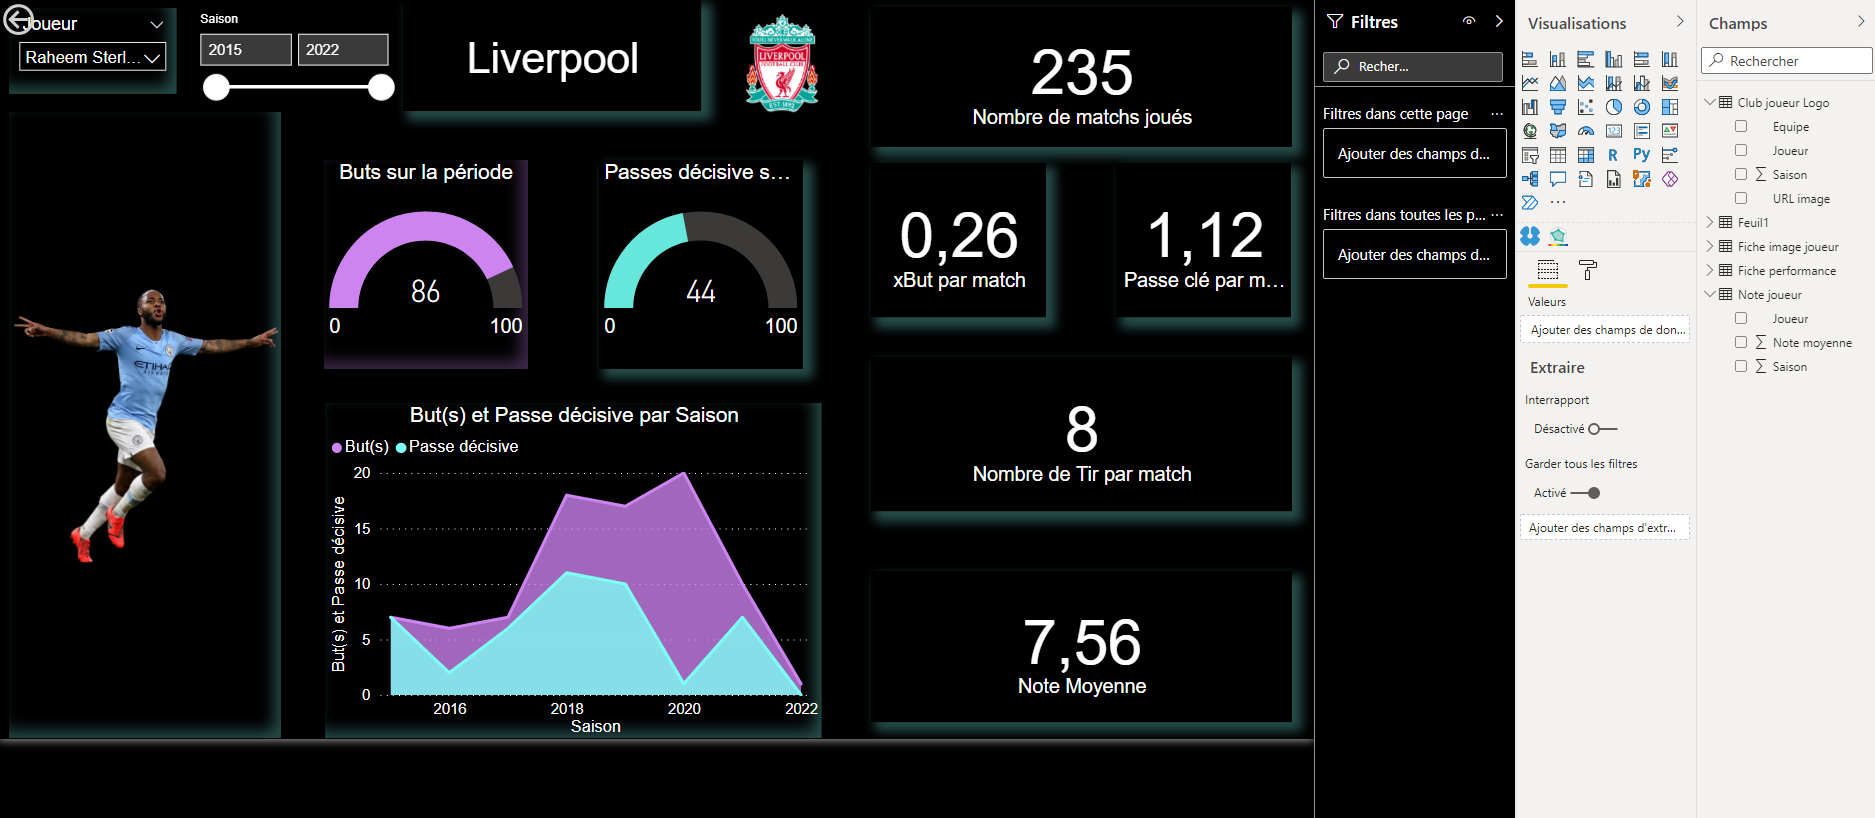 Joueur
Raheem Sterl...
Saison
2015
2022
Liverpool
YOU'LL NEVER WALK ALONE
LIVERPOOL
FOOTBALL CLUB
EST·1892
235
Nombre de matchs joués
Buts sur la période
86
0
100
Passes décisive s...
44
0
100
0,26
xBut par match
1,12
Passe clé par m...
ETIHAD
But(s) et Passe décisive par Saison
But(s)
Passe décisive
But(s) et Passe décisive
20
15
10
5
0
2016
2018
2020
2022
Saison
8
Nombre de Tir par match
7,56
Note Moyenne
Filtres
Recher...
Filtres dans cette page
...
Ajouter des champs d...
Filtres dans toutes les p...
...
Ajouter des champs d...
Visualisations
123
R
Py
...
Valeurs
Ajouter des champs de don...
Extraire
Interrapport
Désactivé
Garder tous les filtres
Activé
Ajouter des champs d'extr...
Champs
Rechercher
Club joueur Logo
Equipe
Joueur
∑ Saison
URL image
Feuil1
Fiche image joueur
Fiche performance
Note joueur
Joueur
∑ Note moyenne
∑ Saison